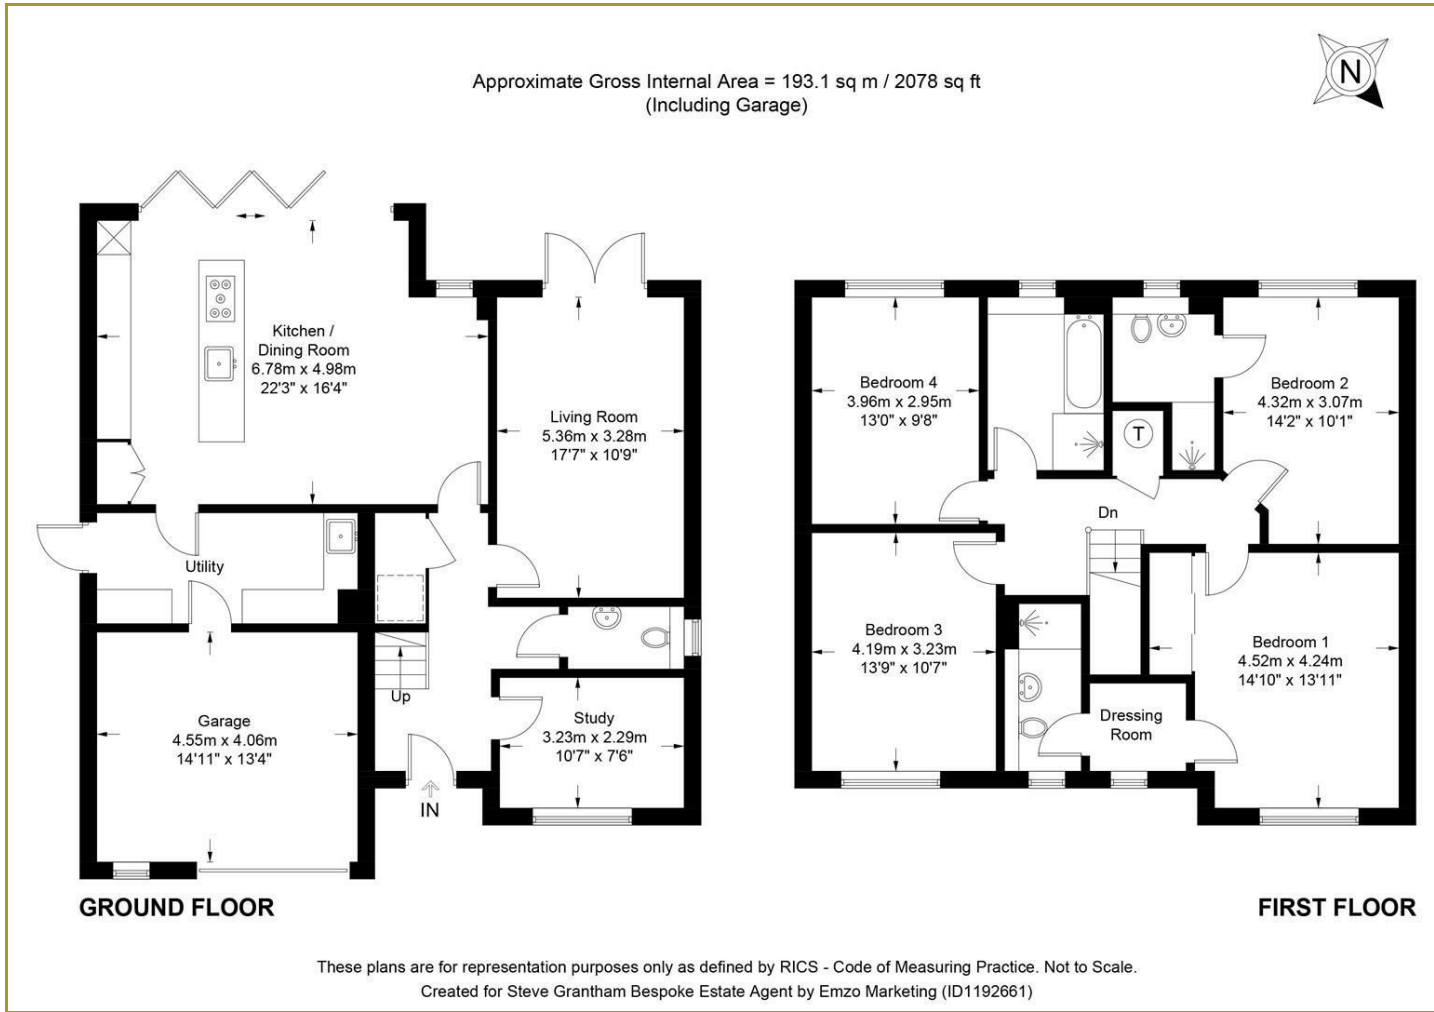 Approximate Gross Internal Area = 193.1 sq m / 2078 sq ft
(Including Garage)
N
Kitchen /
Dining Room
6.78m x 4.98m
22'3" x 16'4"
Living Room
5.36m x 3.28m
17'7" x 10'9"
Utility
Up
Garage
4.55m x 4.06m
14'11" x 13'4"
Study
3.23m x 2.29m
10'7" x 7'6"
IN
GROUND FLOOR
Bedroom 4
3.96m x 2.95m
13'0" x 9'8"
Bedroom 2
4.32m x 3.07m
14'2" x 10'1"
T
Dn
Bedroom 3
4.19m x 3.23m
13'9" x 10'7"
Bedroom 1
4.52m x 4.24m
14'10" x 13'11"
Dressing
Room
FIRST FLOOR
These plans are for representation purposes only as defined by RICS - Code of Measuring Practice. Not to Scale.
Created for Steve Grantham Bespoke Estate Agent by Emzo Marketing (ID1192661)